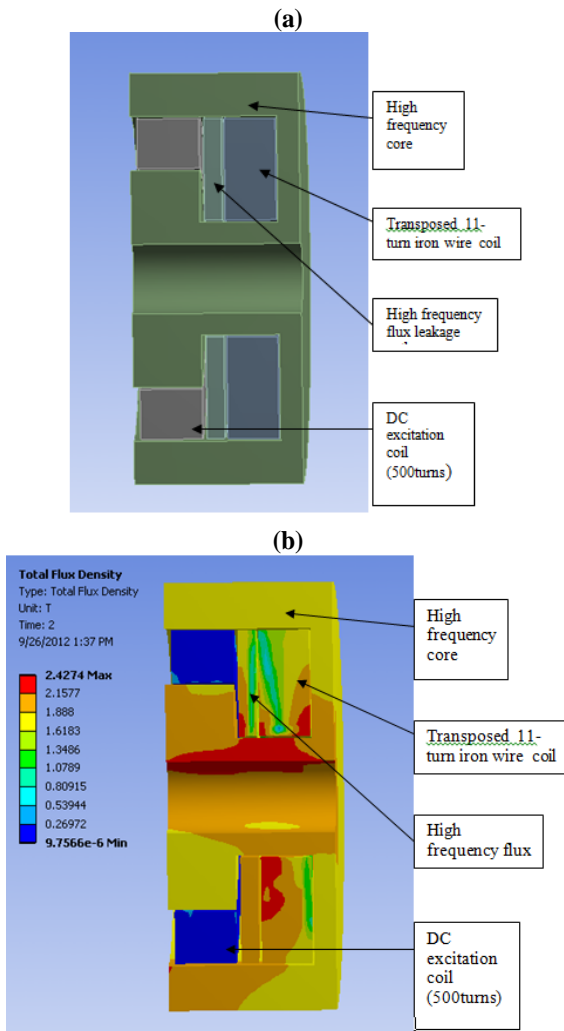 (a)
High
frequency
core
Transposed 11-
turn iron wire coil
High frequency
flux leakage
DC
excitation
coil
(500turns)
(b)
Total Flux Density
Type: Total Flux Density
Unit: T
Time: 2
9/26/2012 1:37 PM
2.4274 Max
2.1577
1.888
1.6183
1.3486
1.0789
0.80915
0.53944
0.26972
9.7566e-6 Min
High
frequency
core
Transposed 11-
turn iron wire coil
High
frequency flux
DC
excitation
coil
(500turns)